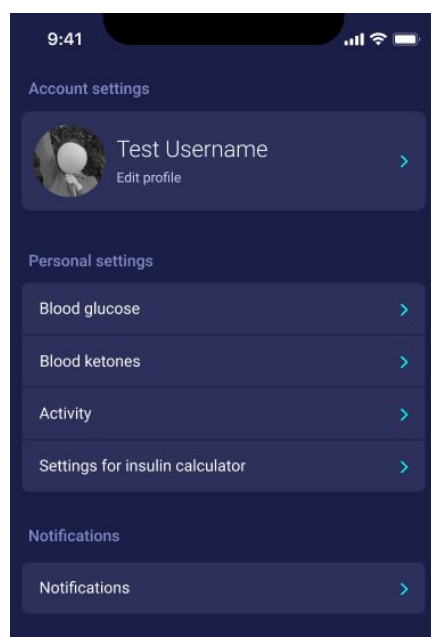 9:41
Account settings
Test Username
Edit profile
Personal settings
Blood glucose
Blood ketones
Activity
Settings for insulin calculator
Notifications
Notifications